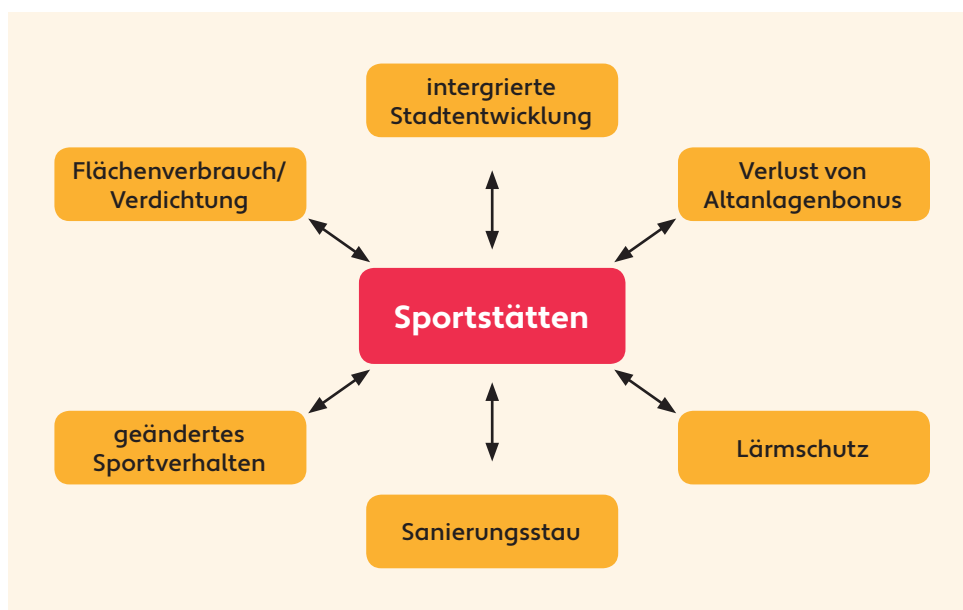 intergrierte
Stadtentwicklung
Flächenverbrauch/
Verdichtung
Verlust von
Altanlagenbonus
Sportstätten
geändertes
Sportverhalten
Lärmschutz
Sanierungsstau